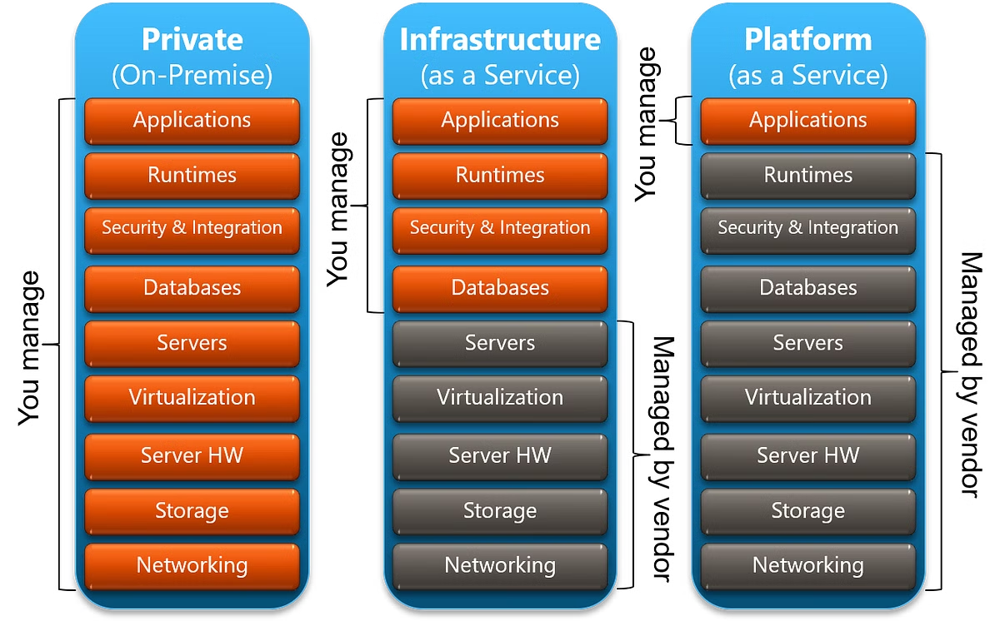 Private
(On-Premise)
You manage
Applications
Runtimes
Security & Integration
Databases
Servers
Virtualization
Server HW
Storage
Networking
Infrastructure
(as a Service)
You manage
Applications
Runtimes
Security & Integration
Databases
Servers
Virtualization
Server HW
Storage
Networking
Managed by vendor
Platform
(as a Service)
You manage
Applications
Runtimes
Security & Integration
Databases
Servers
Virtualization
Server HW
Storage
Networking
Managed by vendor